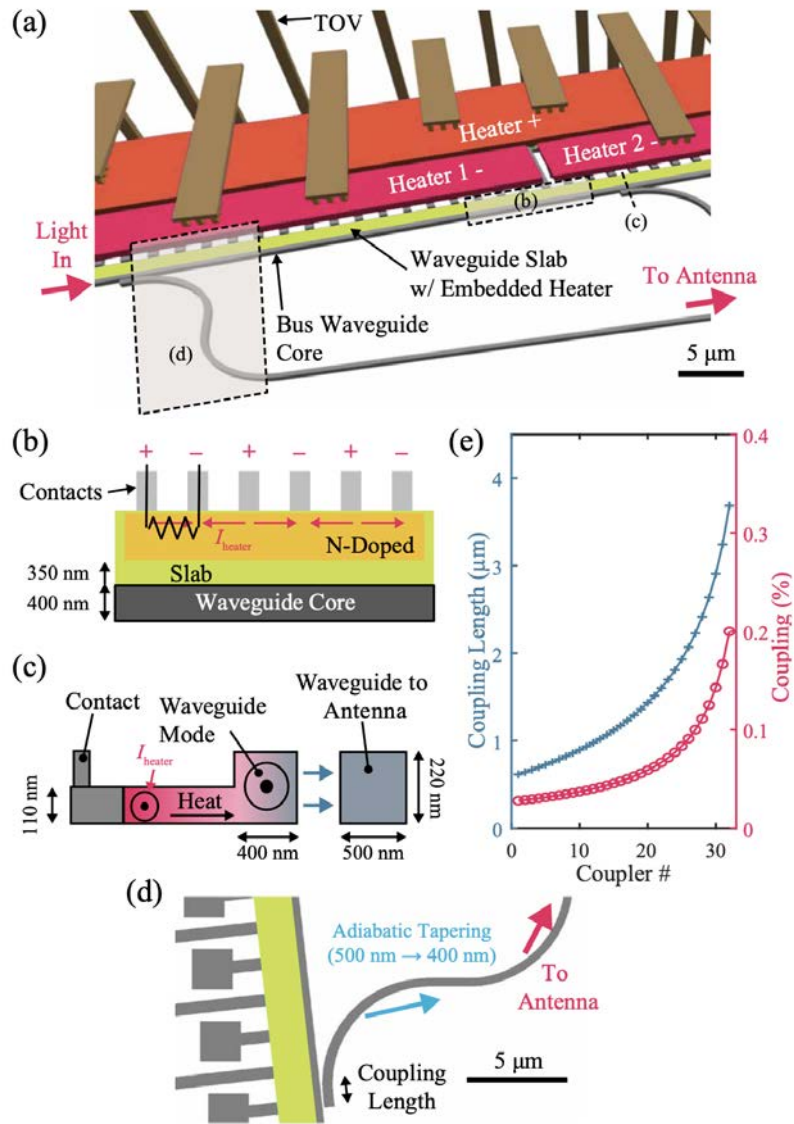 (a)
TOV
Heater +
Heater 1 -
Heater 2 -
(b)
(c)
Light
In
Waveguide Slab
w/ Embedded Heater
To Antenna
Bus Waveguide
Core
(d)
5 μm
(b)
+ − + − + −
Contacts
I heater
N-Doped
350 nm
Slab
400 nm
Waveguide Core
(c)
Contact
Waveguide
Mode
Waveguide to
Antenna
I heater
110 nm
Heat
220 nm
400 nm
500 nm
(e)
Coupling Length (μm)
4
3
2
1
0
0.4
0.3
0.2
0.1
0
Coupling (%)
0 10 20 30
Coupler #
(d)
Adiabatic Tapering
(500 nm → 400 nm)
To
Antenna
Coupling
Length
5 μm